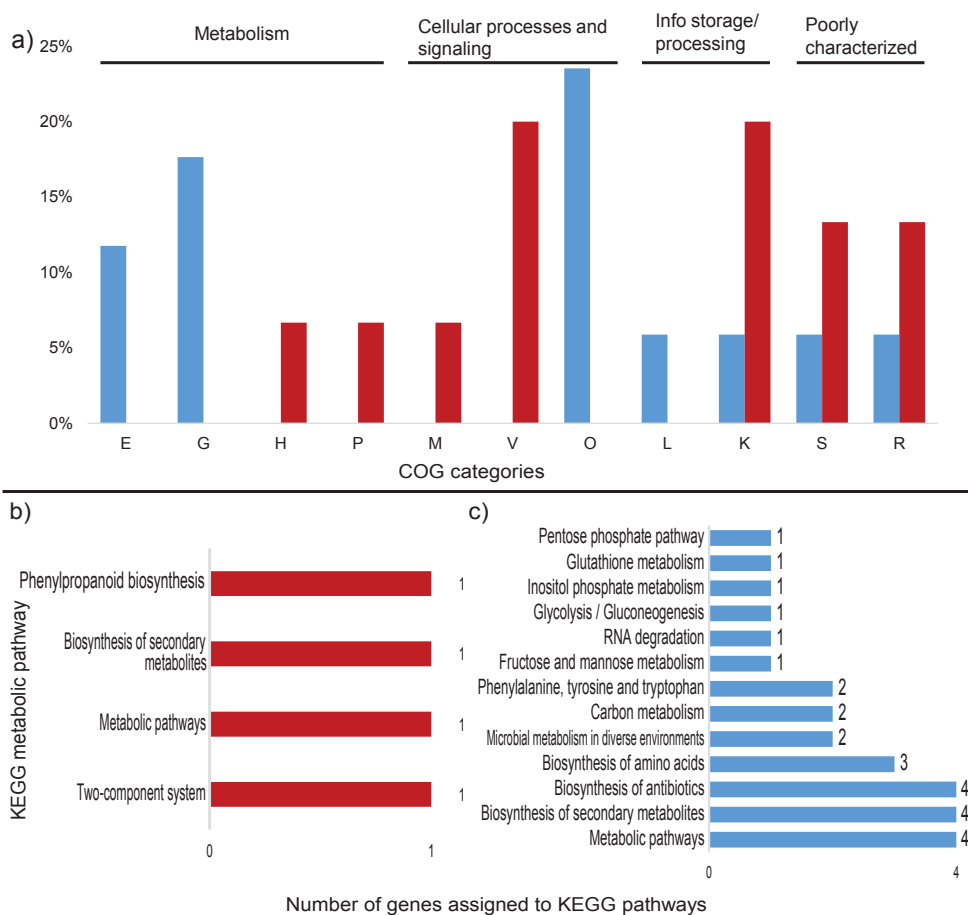 a)
Metabolism
Cellular processes and
signaling
Info storage/
processing
Poorly
characterized
25%
20%
15%
10%
5%
0%
E G H P M V O L K S R
COG categories
b)
KEGG metabolic pathway
Phenylpropanoid biosynthesis 1
Biosynthesis of secondary
metabolites 1
Metabolic pathways 1
Two-component system 1
0 1
c)
Pentose phosphate pathway 1
Glutathione metabolism 1
Inositol phosphate metabolism 1
Glycolysis / Gluconeogenesis 1
RNA degradation 1
Fructose and mannose metabolism 1
Phenylalanine, tyrosine and tryptophan 2
Carbon metabolism 2
Microbial metabolism in diverse environments 2
Biosynthesis of amino acids 3
Biosynthesis of antibiotics 4
Biosynthesis of secondary metabolites 4
Metabolic pathways 4
0 4
Number of genes assigned to KEGG pathways